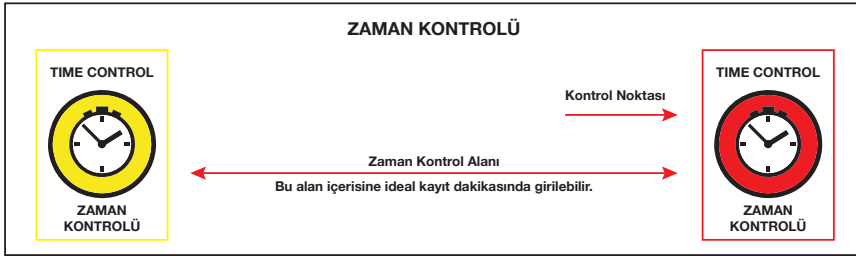 ZAMAN KONTROLÜ
TIME CONTROL
ZAMAN
KONTROLÜ
Kontrol Noktası
Zaman Kontrol Alanı
Bu alan içerisine ideal kayıt dakikasında girilebilir.
TIME CONTROL
ZAMAN
KONTROLÜ